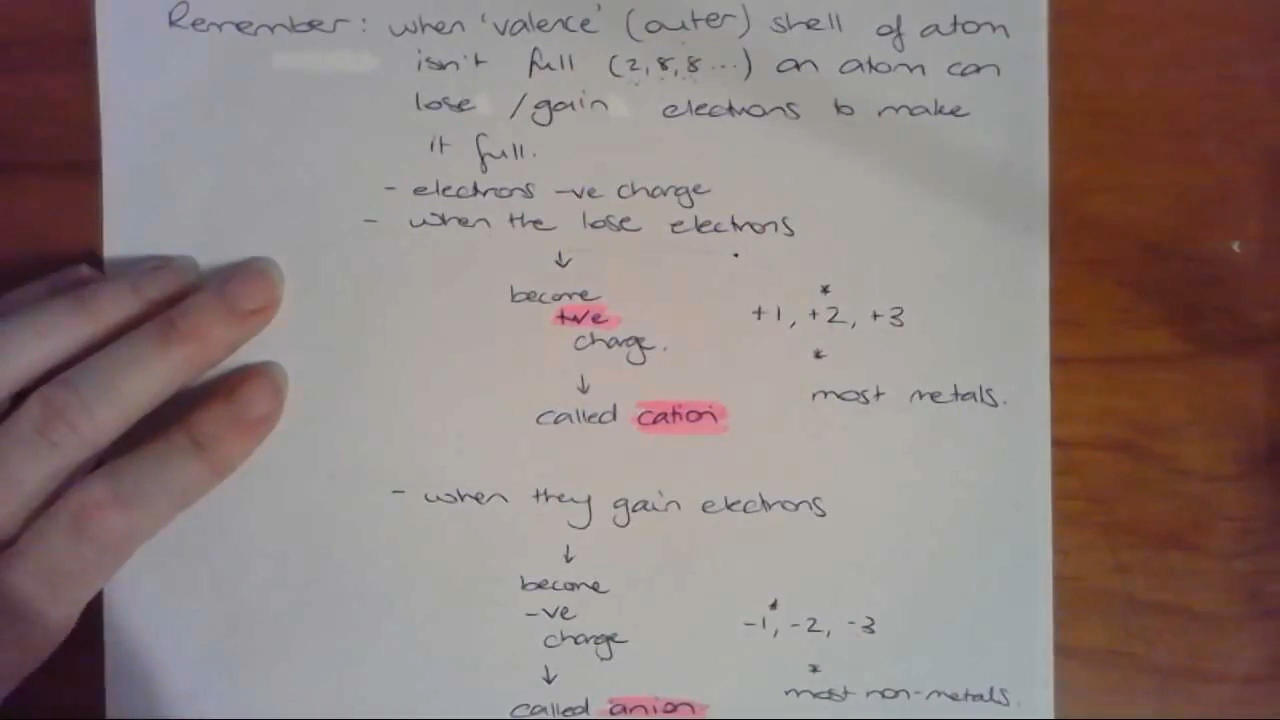 Remember: when 'valence' (outer) shell of atom
isn't full (2,8,8...) an atom can
lose /gain electrons to make
it full.
- electrons -ve charge
- when the lose electrons
↓
become
+ve
charge.
*
+1, +2, +3
*
most metals.
↓
called cation
- when they gain electrons
↓
become
-ve
charge
*
-1, -2, -3
*
most non-metals.
↓
called anion